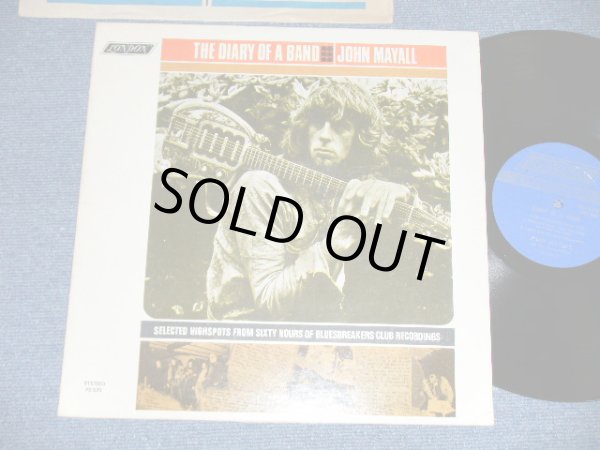 LONDON
THE DIARY OF A BAND JOHN MAYALL
SOLD OUT
SELECTED HIGHSPOTS FROM SIXTY HOURS OF BLUESBREAKERS CLUB RECORDINGS
STEREO